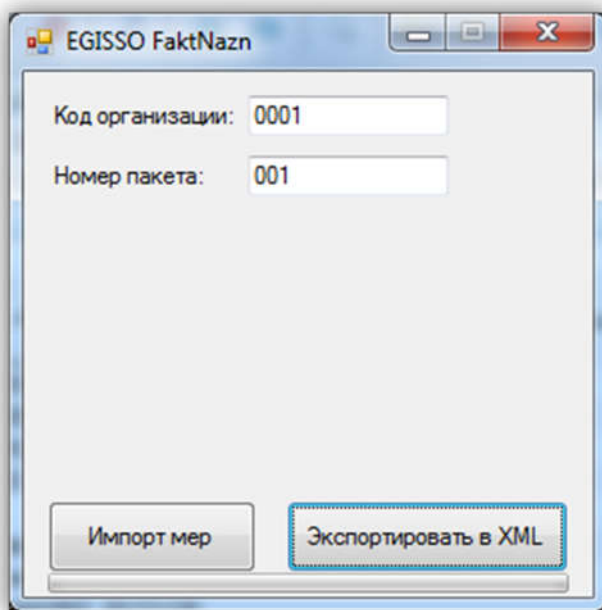 EGISSO FaktNazn
Код организации: 0001
Номер пакета: 001
Импорт мер Экспортировать в XML